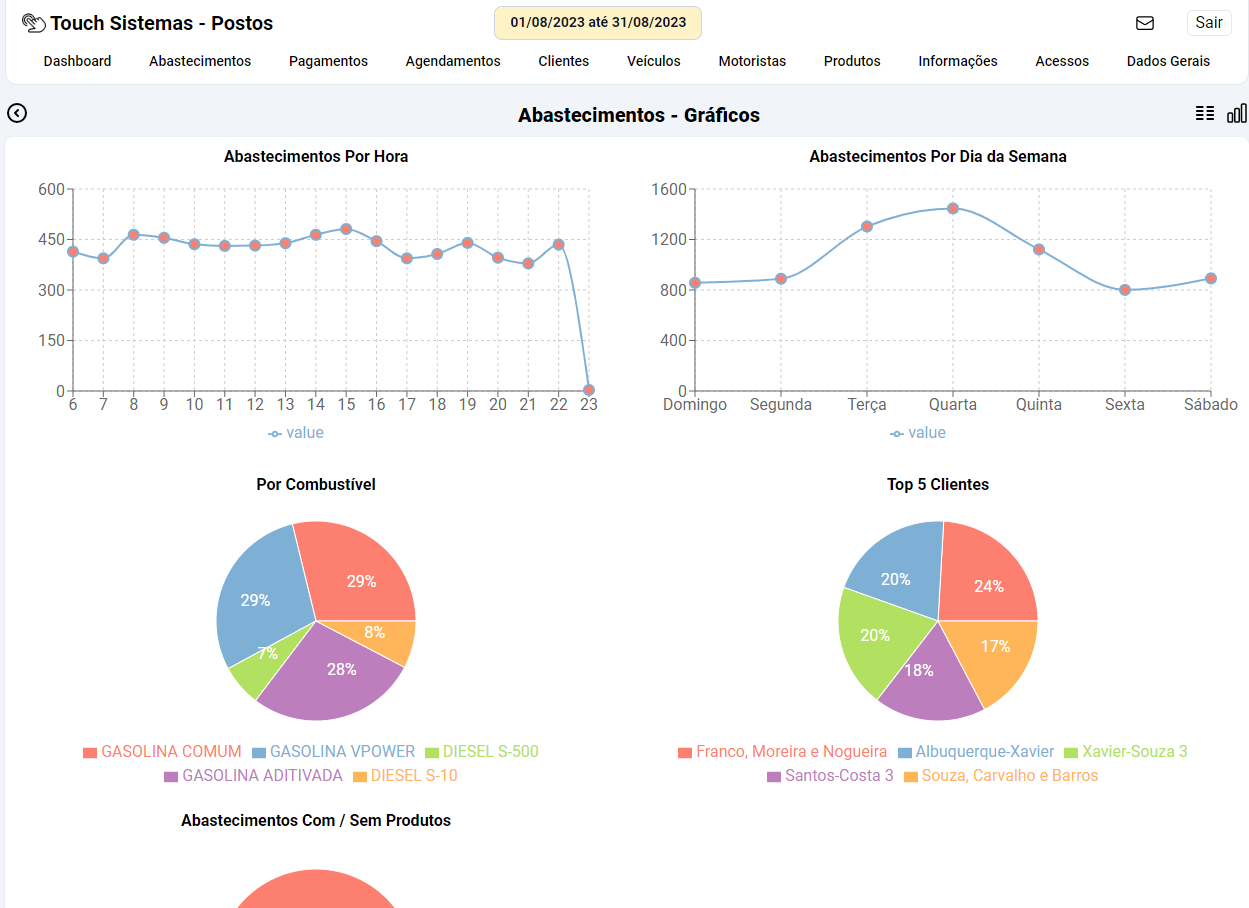 Touch Sistemas - Postos
01/08/2023 até 31/08/2023
Sair
Dashboard Abastecimentos Pagamentos Agendamentos Clientes Veículos Motoristas Produtos Informações Acessos Dados Gerais
Abastecimentos - Gráficos
Abastecimentos Por Hora
600
450
300
150
0
6 7 8 9 10 11 12 13 14 15 16 17 18 19 20 21 22 23
value
Abastecimentos Por Dia da Semana
1600
1200
800
400
0
Domingo Segunda Terça Quarta Quinta Sexta Sábado
value
Por Combustível
29%
29%
7%
8%
28%
GASOLINA COMUM GASOLINA VPOWER DIESEL S-500
GASOLINA ADITIVADA DIESEL S-10
Top 5 Clientes
20%
24%
20%
17%
18%
Franco, Moreira e Nogueira Albuquerque-Xavier Xavier-Souza 3
Santos-Costa 3 Souza, Carvalho e Barros
Abastecimentos Com / Sem Produtos